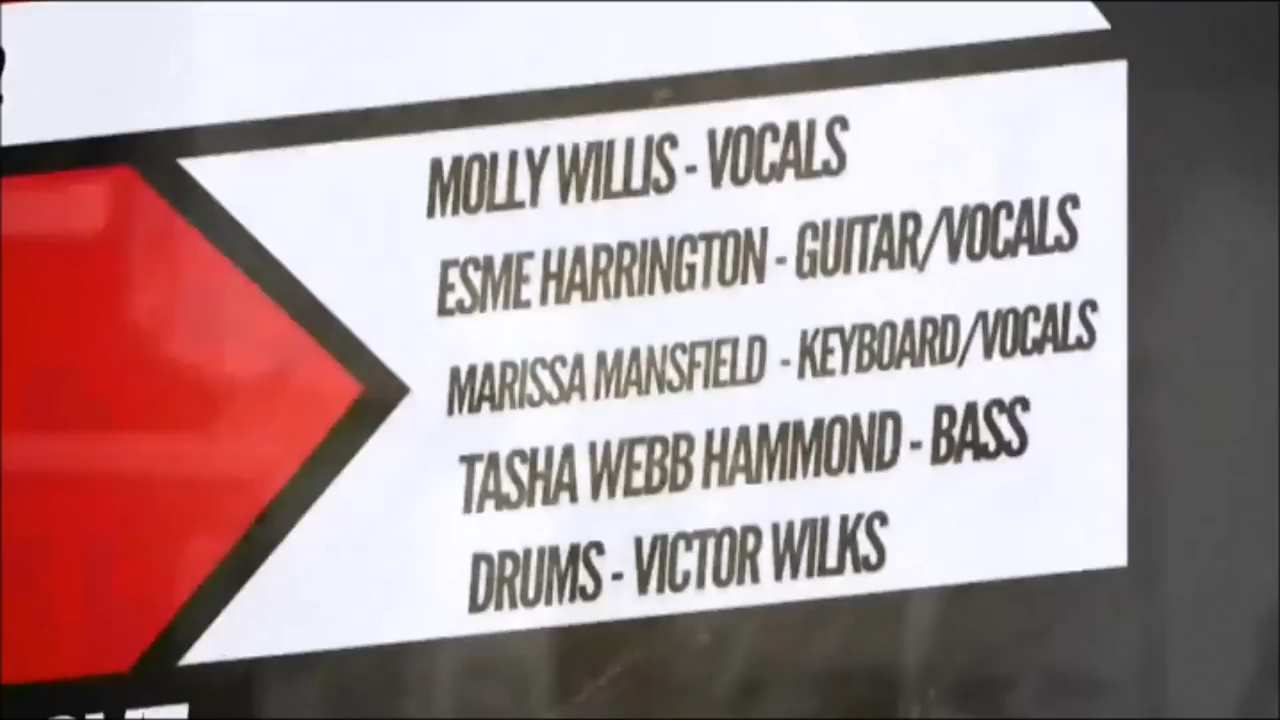 MOLLY WILLIS - VOCALS
ESME HARRINGTON - GUITAR/VOCALS
MARISSA MANSFIELD - KEYBOARD/VOCALS
TASHA WEBB HAMMOND - BASS
DRUMS - VICTOR WILKS